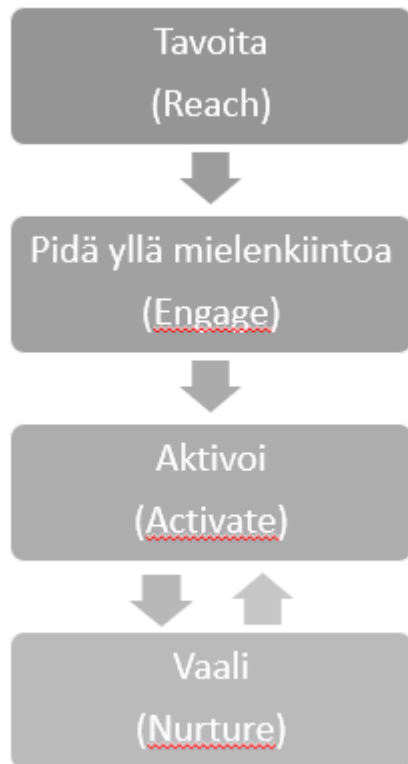 Tavoita
(Reach)
Pidä yllä mielenkiintoa
(Engage)
Aktivoi
(Activate)
Vaali
(Nurture)